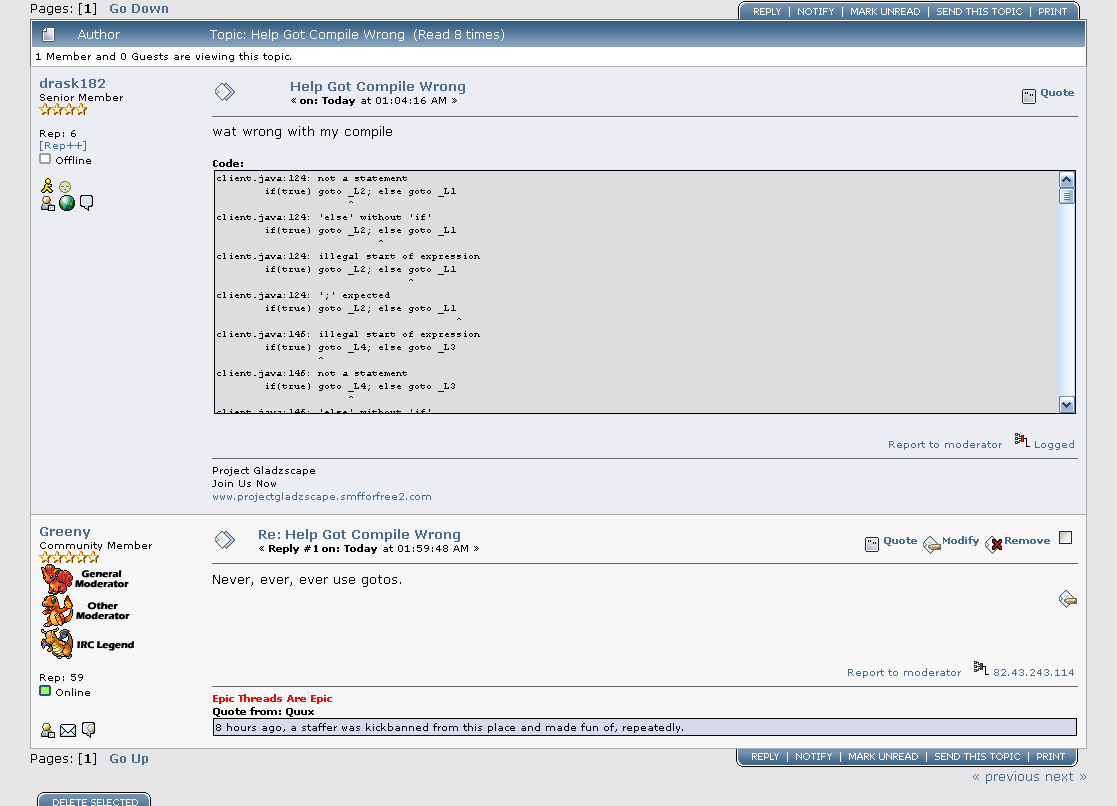 Pages: [1] Go Down
REPLY | NOTIFY | MARK UNREAD | SEND THIS TOPIC | PRINT
Author Topic: Help Got Compile Wrong (Read 8 times)
1 Member and 0 Guests are viewing this topic.
drask182
Senior Member
Rep: 6
[Rep++]
Offline
Help Got Compile Wrong
« on: Today at 01:04:16 AM »
Quote
wat wrong with my compile
Code:
client.java:124: not a statement
if(true) goto _L2; else goto _L1
^
client.java:124: 'else' without 'if'
if(true) goto _L2; else goto _L1
^
client.java:124: illegal start of expression
if(true) goto _L2; else goto _L1
^
client.java:124: ';' expected
if(true) goto _L2; else goto _L1
^
client.java:146: illegal start of expression
if(true) goto _L4; else goto _L3
^
client.java:146: not a statement
if(true) goto _L4; else goto _L3
^
client.java:146: 'else' without 'if'
Report to moderator Logged
Project Gladzscape
Join Us Now
www.projectgladzscape.smfforfree2.com
Greeny
Community Member
General Moderator
Other Moderator
IRC Legend
Rep: 59
Online
Re: Help Got Compile Wrong
« Reply #1 on: Today at 01:59:48 AM »
Quote Modify Remove
Never, ever, ever use gotos.
Report to moderator 82.43.243.114
Epic Threads Are Epic
Quote from: Quux
8 hours ago, a staffer was kickbanned from this place and made fun of, repeatedly.
Pages: [1] Go Up
REPLY | NOTIFY | MARK UNREAD | SEND THIS TOPIC | PRINT
« previous next »
DELETE SELECTED